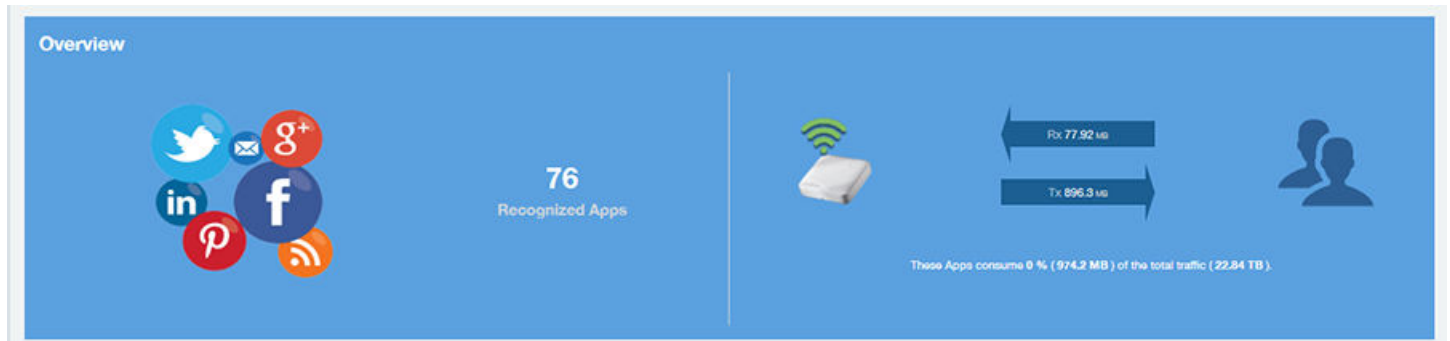 Overview
g+
in
f
76
Recognized Apps
Rx 77.92 MB
Tx 896.3 MB
These Apps consume 0 % ( 974.2 MB ) of the total traffic ( 22.84 TB ).